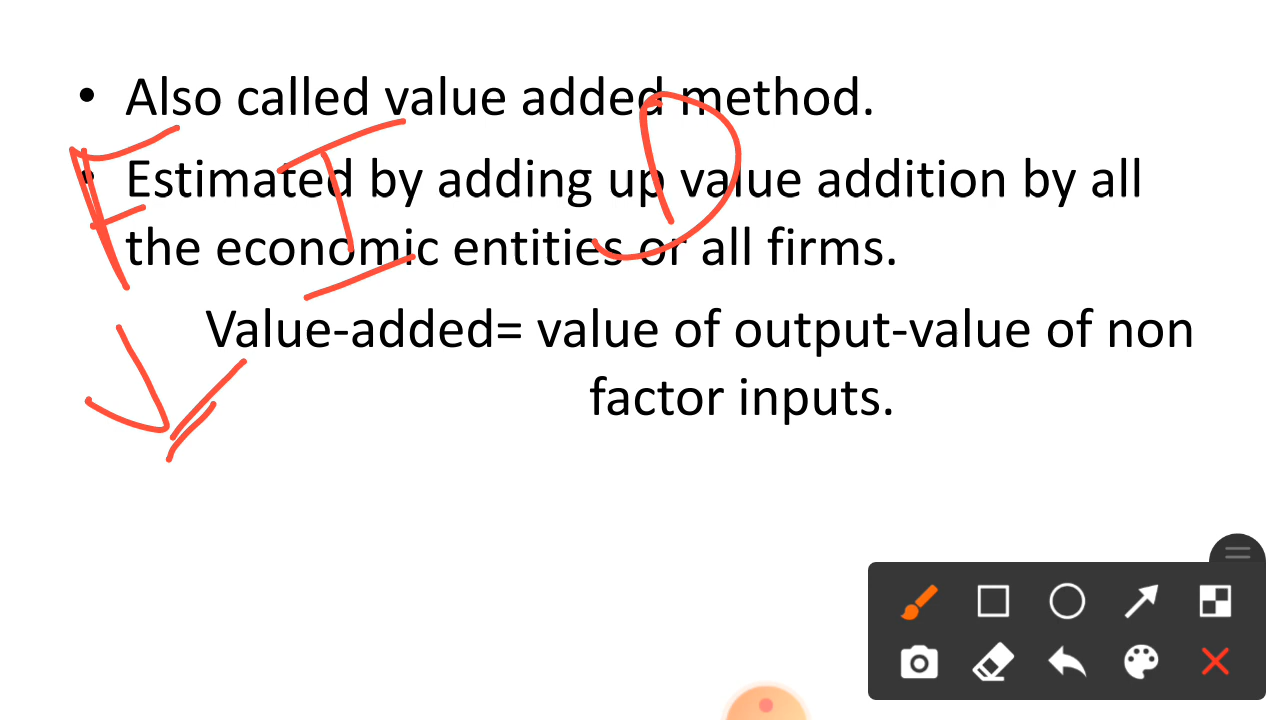 • Also called value added method.
• Estimated by adding up value addition by all
the economic entities or all firms.
Value-added= value of output-value of non
factor inputs.
F I D